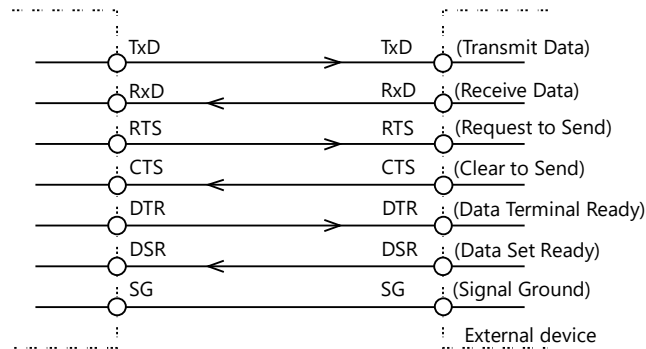 TxD TxD (Transmit Data)
RxD RxD (Receive Data)
RTS RTS (Request to Send)
CTS CTS (Clear to Send)
DTR DTR (Data Terminal Ready)
DSR DSR (Data Set Ready)
SG SG (Signal Ground)
External device